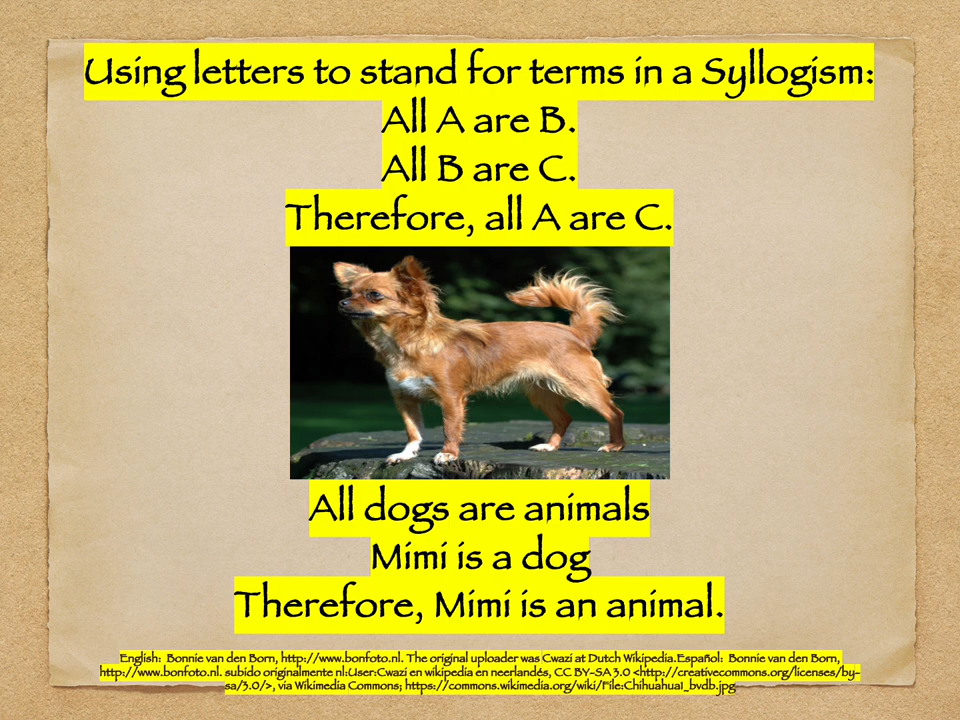 Using letters to stand for terms in a Syllogism:
All A are B.
All B are C.
Therefore, all A are C.
All dogs are animals
Mimi is a dog
Therefore, Mimi is an animal.
English:  Bonnie van den Born, http://www.bonfoto.nl. The original uploader was Cwazi at Dutch Wikipedia.Español:  Bonnie van den Born,
http://www.bonfoto.nl. subido originalmente nl:User:Cwazi en wikipedia en neerlandés, CC BY-SA 3.0 <http://creativecommons.org/licenses/by-
sa/3.0/>, via Wikimedia Commons; https://commons.wikimedia.org/wiki/File:Chihuahua1_bvdb.jpg